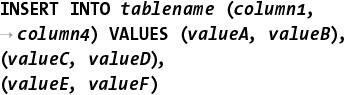 INSERT INTO tablename (column1,
→ column4) VALUES (valueA, valueB),
(valueC, valueD),
(valueE, valueF)